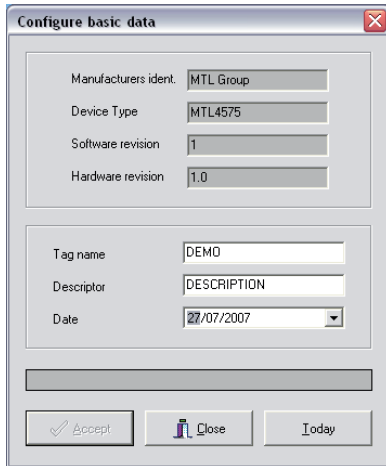 Configure basic data
Manufacturers ident. MTL Group
Device Type MTL4575
Software revision 1
Hardware revision 1.0
Tag name DEMO
Descriptor DESCRIPTION
Date 27/07/2007
Accept Close Today